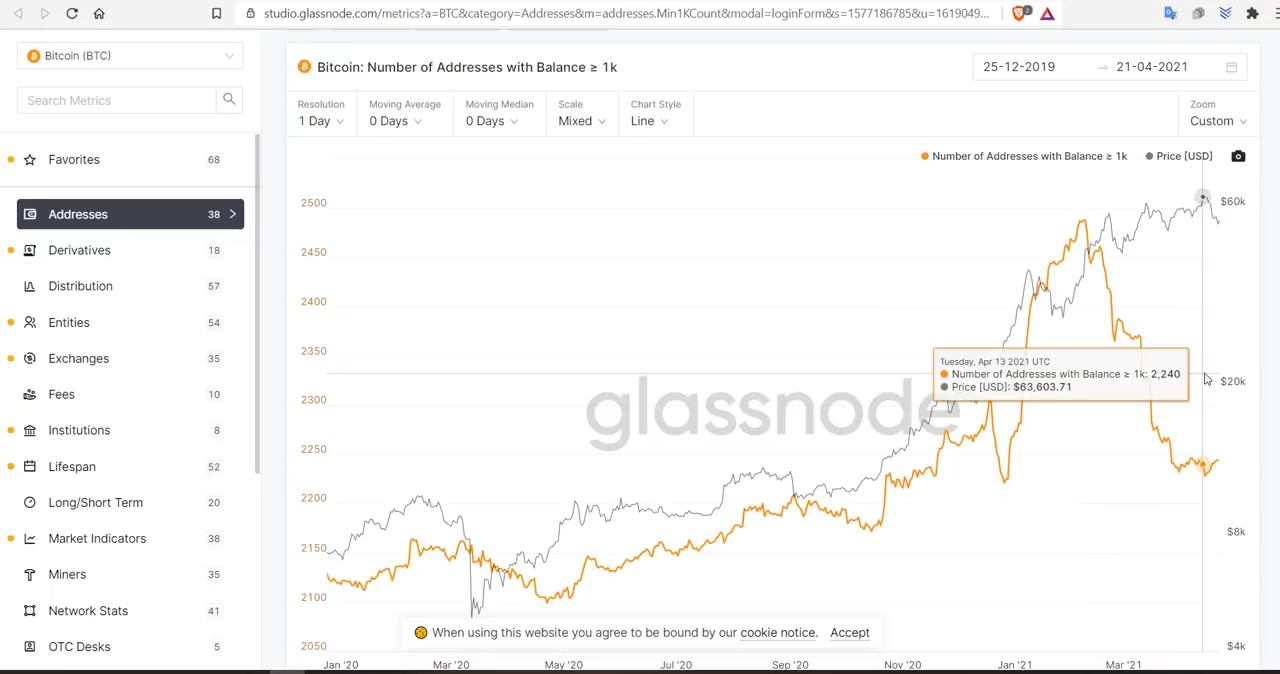 studio.glassnode.com/metrics?a=BTC&category=Addresses&m=addresses.Min1KCount&modal=loginForm&s=1577186785&u=1619049...
2
Bitcoin (BTC)
Search Metrics
Favorites 68
Addresses 38
Derivatives 18
Distribution 57
Entities 54
Exchanges 35
Fees 10
Institutions 8
Lifespan 52
Long/Short Term 20
Market Indicators 38
Miners 35
Network Stats 41
OTC Desks 5
Bitcoin: Number of Addresses with Balance ≥ 1k
25-12-2019 → 21-04-2021
Resolution Moving Average Moving Median Scale Chart Style Zoom
1 Day 0 Days 0 Days Mixed Line Custom
Number of Addresses with Balance ≥ 1k Price [USD]
2500
2450
2400
2350
2300
2250
2200
2150
2100
2050
$60k
$20k
$8k
$4k
Tuesday, Apr 13 2021 UTC
Number of Addresses with Balance ≥ 1k: 2,240
Price [USD]: $63,603.71
glassnode
When using this website you agree to be bound by our cookie notice. Accept
Jan '20 Mar '20 May '20 Jul '20 Sep '20 Nov '20 Jan '21 Mar '21